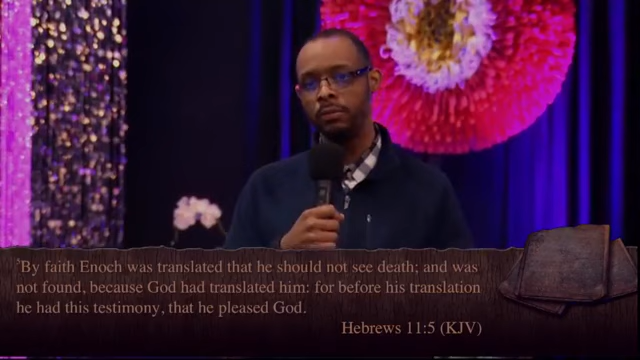 ⁵By faith Enoch was translated that he should not see death; and was
not found, because God had translated him: for before his translation
he had this testimony, that he pleased God.
Hebrews 11:5 (KJV)